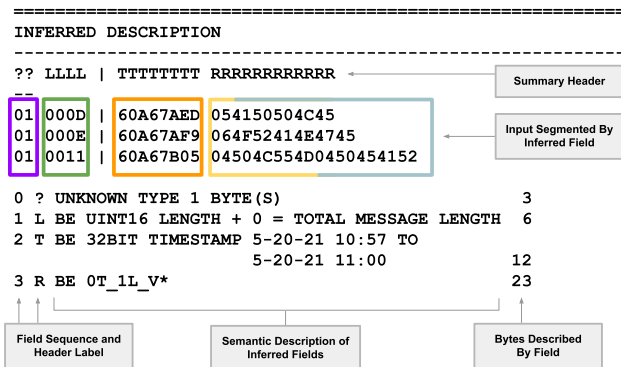 INFERRED DESCRIPTION
?? LLLL | TTTTTTTT RRRRRRRRRRRR
Summary Header
--
01 000D | 60A67AED 054150504C45
01 000E | 60A67AF9 064F52414E4745
01 0011 | 60A67B05 04504C554D0450454152
Input Segmented By
Inferred Field
0 ? UNKNOWN TYPE 1 BYTE(S) 3
1 L BE UINT16 LENGTH + 0 = TOTAL MESSAGE LENGTH 6
2 T BE 32BIT TIMESTAMP 5-20-21 10:57 TO
5-20-21 11:00 12
3 R BE 0T_1L_V* 23
Field Sequence and
Header Label
Semantic Description of
Inferred Fields
Bytes Described
By Field